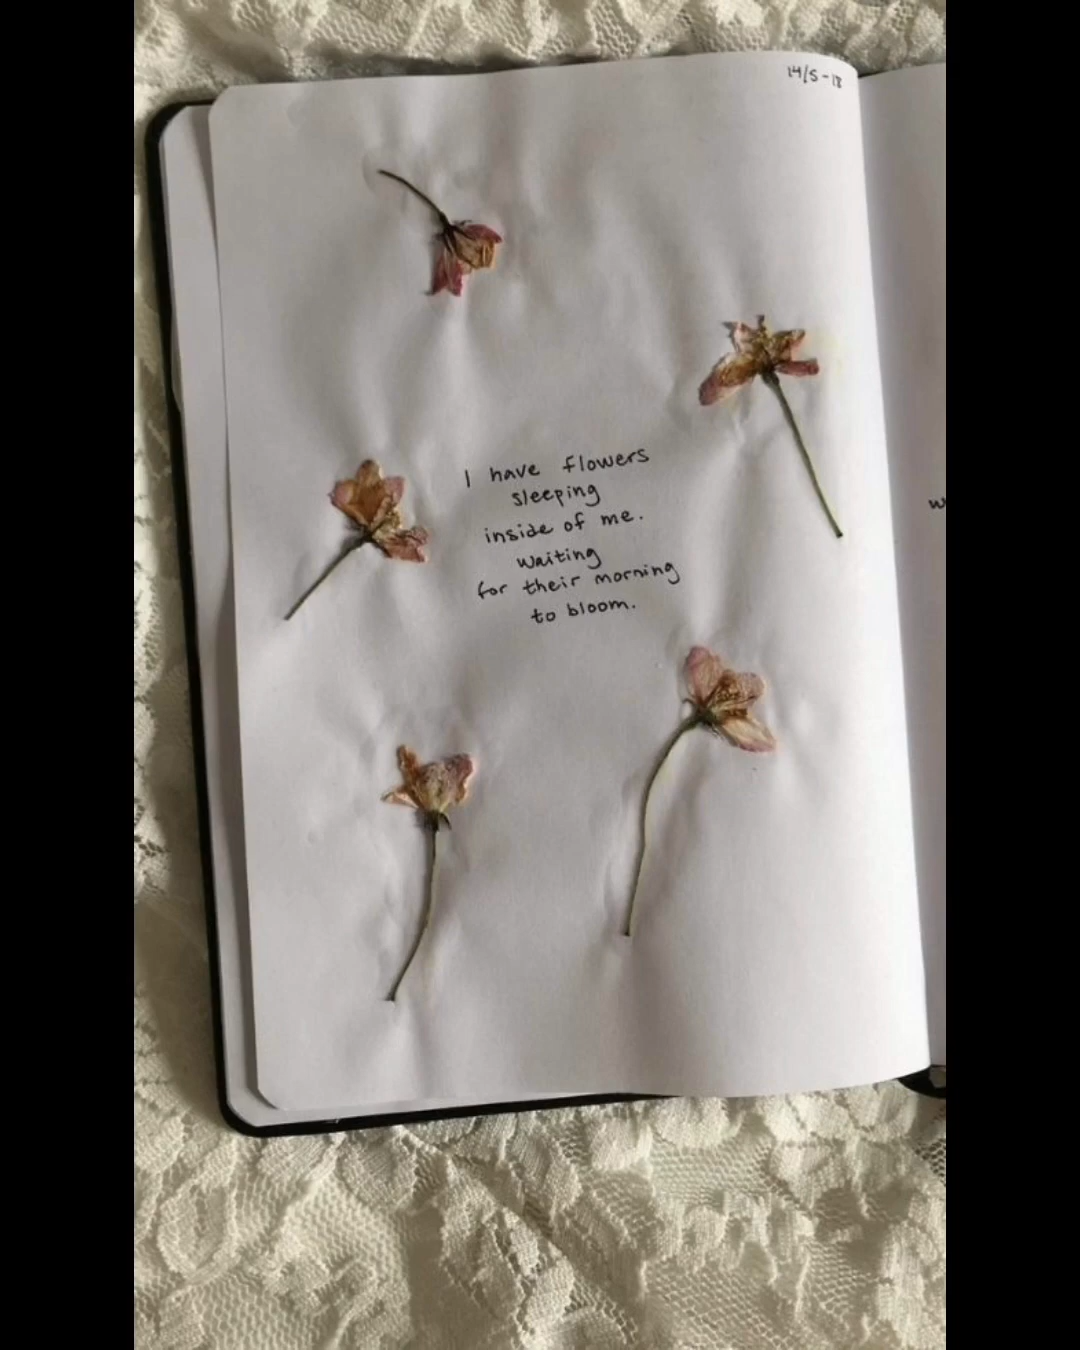 14/5-18
I have flowers
sleeping
inside of me.
waiting
for their morning
to bloom.